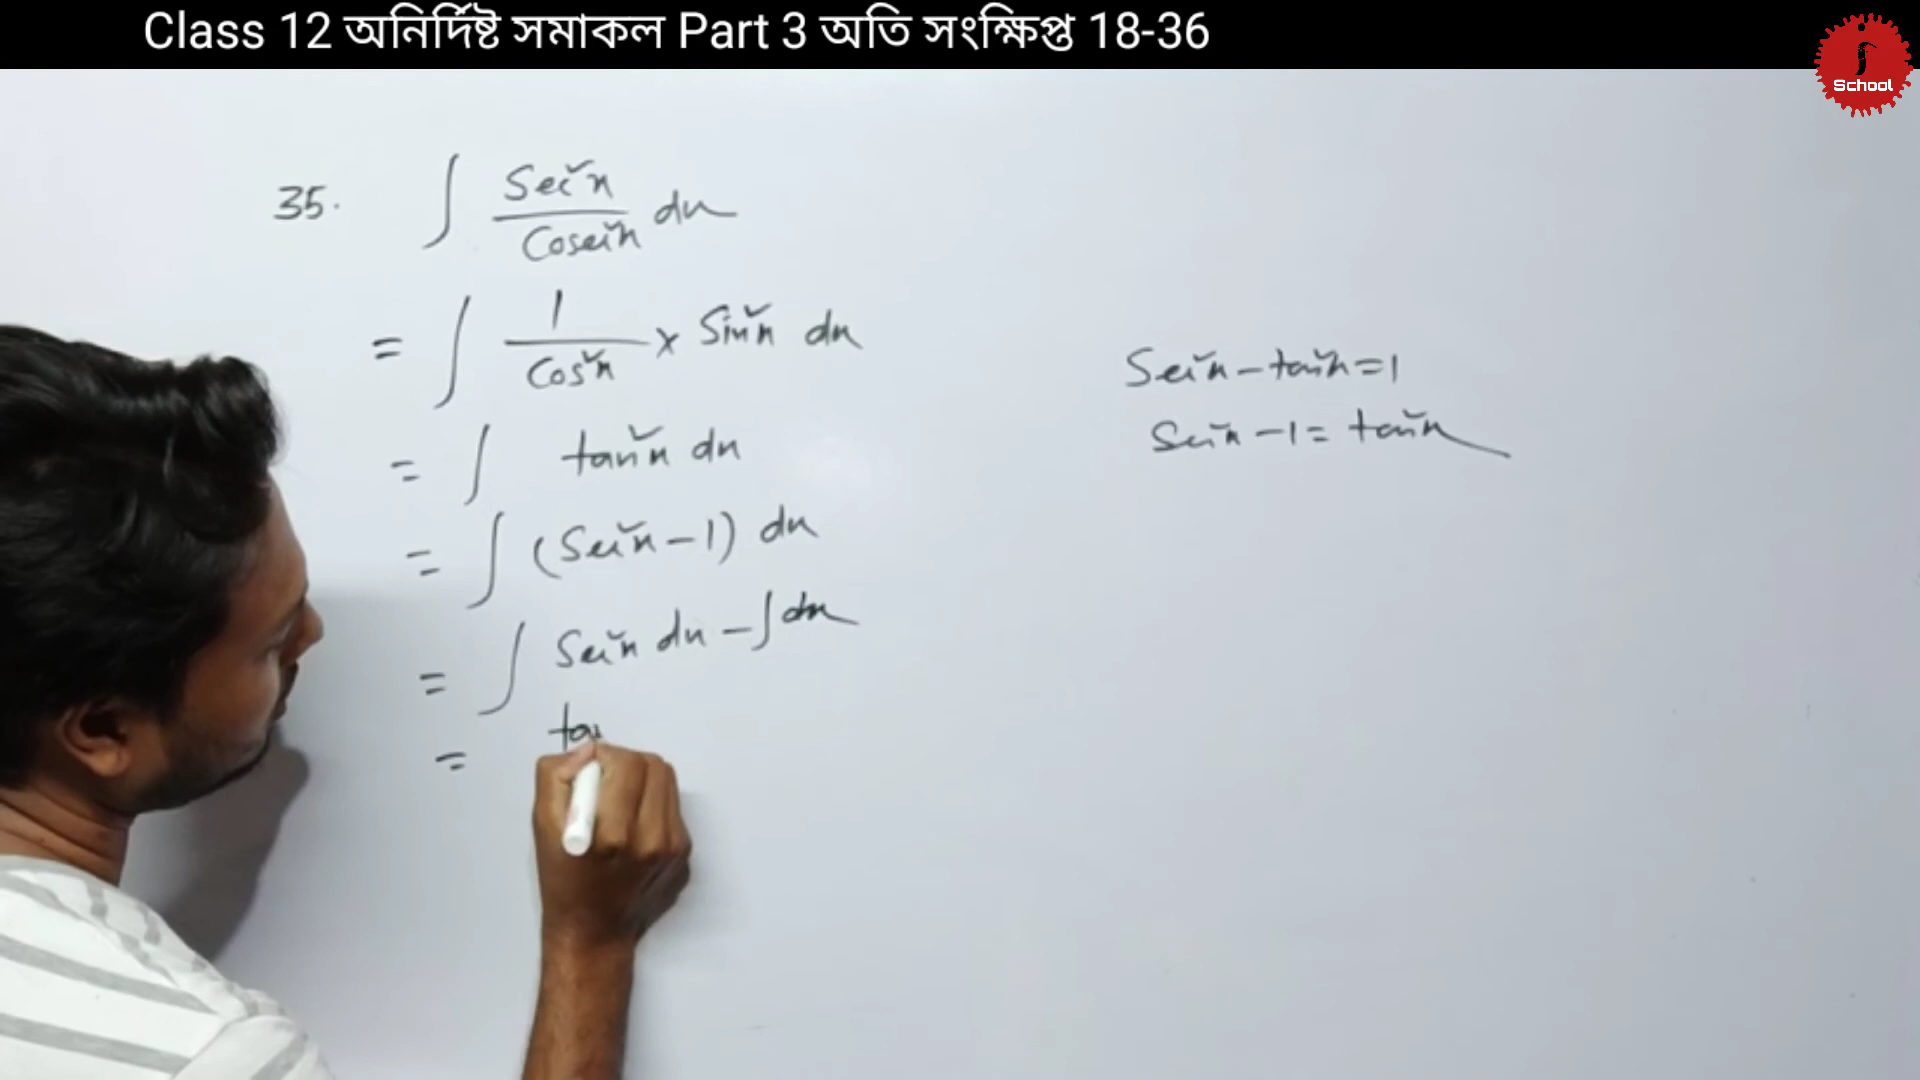 Class 12 অনির্দিষ্ট সমাকল Part 3 অতি সংক্ষিপ্ত 18-36
School
35. ∫ Sec²x / Cosec²x dx
= ∫ 1 / Cos²x × Sin²x dx
= ∫ tan²x dx
= ∫ (Sec²x − 1) dx
= ∫ Sec²x dx − ∫ dx
= tan
Sec²x − tan²x = 1
Sec²x − 1 = tan²x